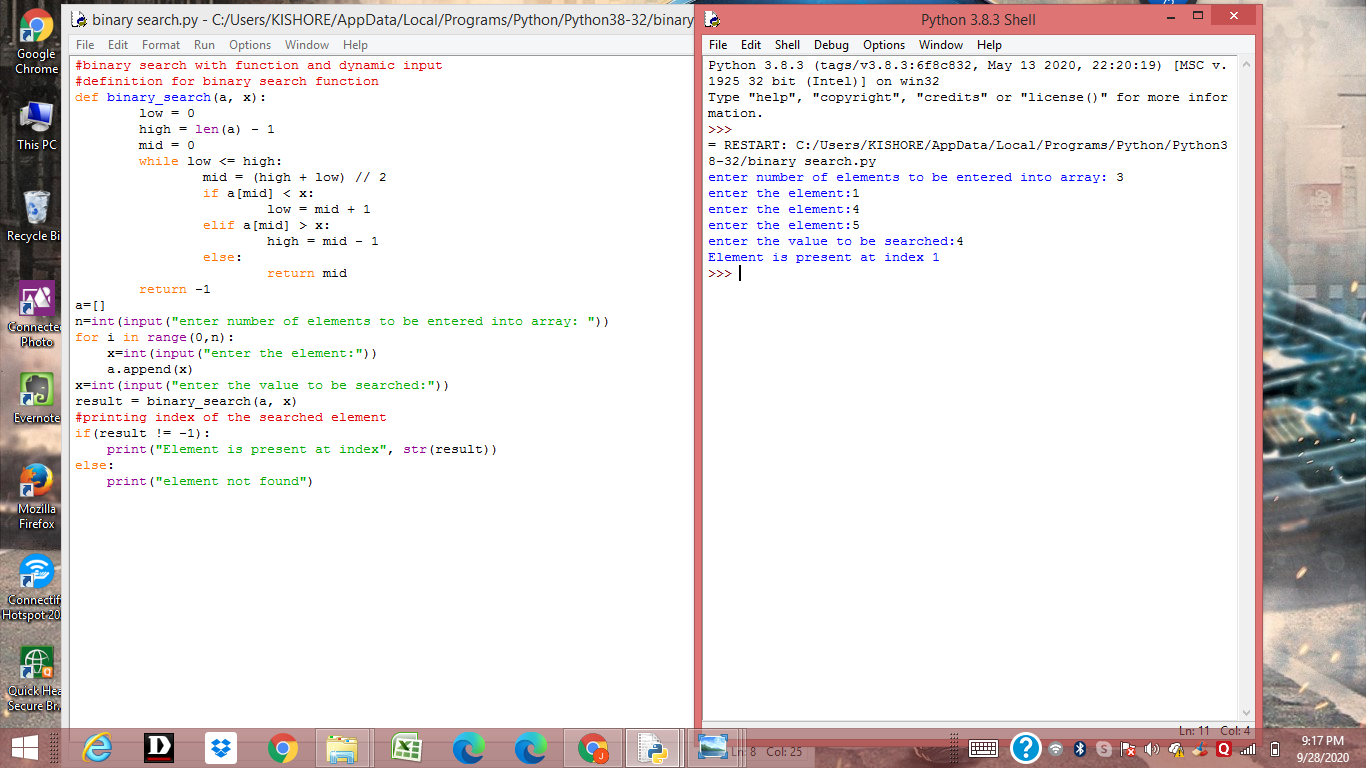 Google
Chrome
This PC
Recycle Bi
Connecte
Photo
Evernote
Mozilla
Firefox
Connectify
Hotspot 20
Quick Hea
Secure Br..
binary search.py - C:/Users/KISHORE/AppData/Local/Programs/Python/Python38-32/binary
File Edit Format Run Options Window Help
#binary search with function and dynamic input
#definition for binary search function
def binary_search(a, x):
        low = 0
        high = len(a) - 1
        mid = 0
        while low <= high:
                mid = (high + low) // 2
                if a[mid] < x:
                        low = mid + 1
                elif a[mid] > x:
                        high = mid - 1
                else:
                        return mid
        return -1
a=[]
n=int(input("enter number of elements to be entered into array: "))
for i in range(0,n):
    x=int(input("enter the element:"))
    a.append(x)
x=int(input("enter the value to be searched:"))
result = binary_search(a, x)
#printing index of the searched element
if(result != -1):
    print("Element is present at index", str(result))
else:
    print("element not found")
Python 3.8.3 Shell
File Edit Shell Debug Options Window Help
Python 3.8.3 (tags/v3.8.3:6f8c832, May 13 2020, 22:20:19) [MSC v.
1925 32 bit (Intel)] on win32
Type "help", "copyright", "credits" or "license()" for more infor
mation.
>>>
= RESTART: C:/Users/KISHORE/AppData/Local/Programs/Python/Python3
8-32/binary search.py
enter number of elements to be entered into array: 3
enter the element:1
enter the element:4
enter the element:5
enter the value to be searched:4
Element is present at index 1
>>>
Ln: 11 Col: 4
Ln: 8 Col: 25
9:17 PM
9/28/2020